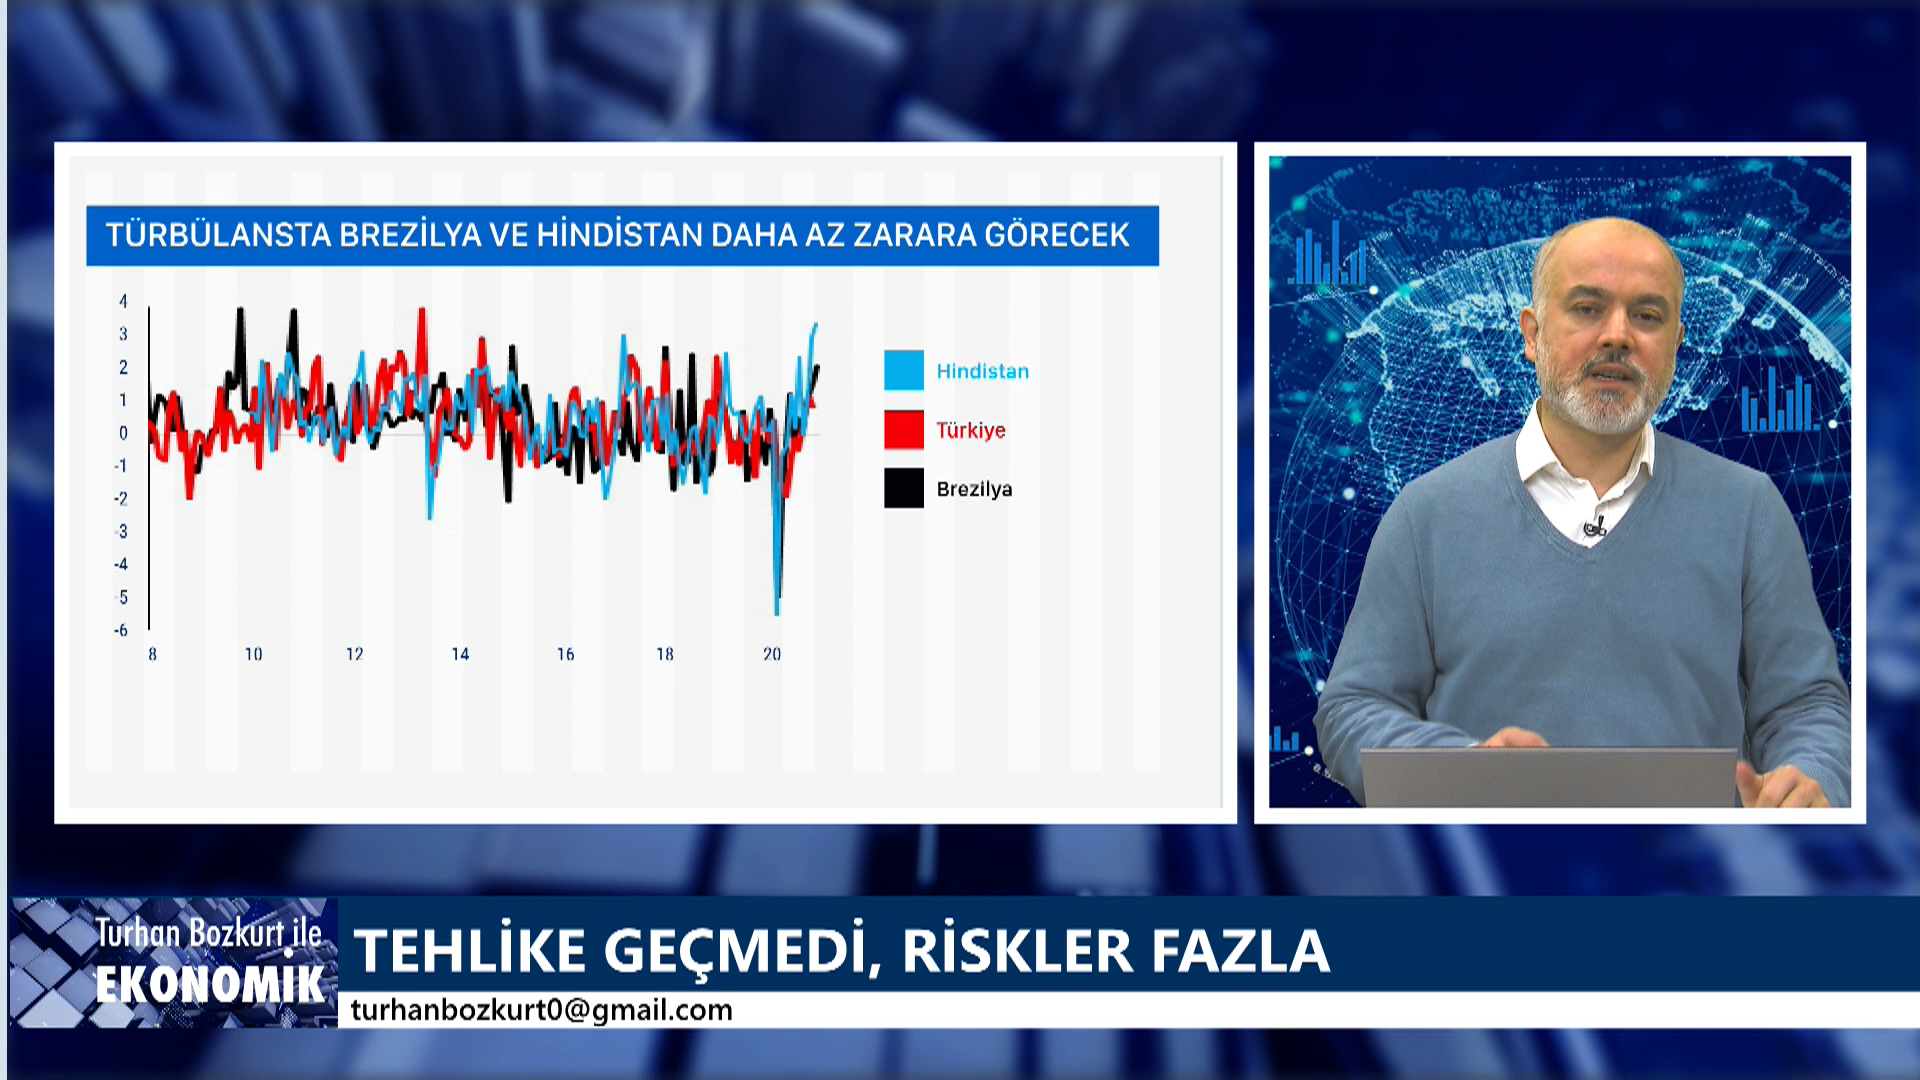 TÜRBÜLANSTA BREZİLYA VE HİNDİSTAN DAHA AZ ZARARA GÖRECEK
4
3
2
1
0
-1
-2
-3
-4
-5
-6
8 10 12 14 16 18 20
Hindistan
Türkiye
Brezilya
Turhan Bozkurt ile
EKONOMİK
TEHLİKE GEÇMEDİ, RİSKLER FAZLA
turhanbozkurt0@gmail.com